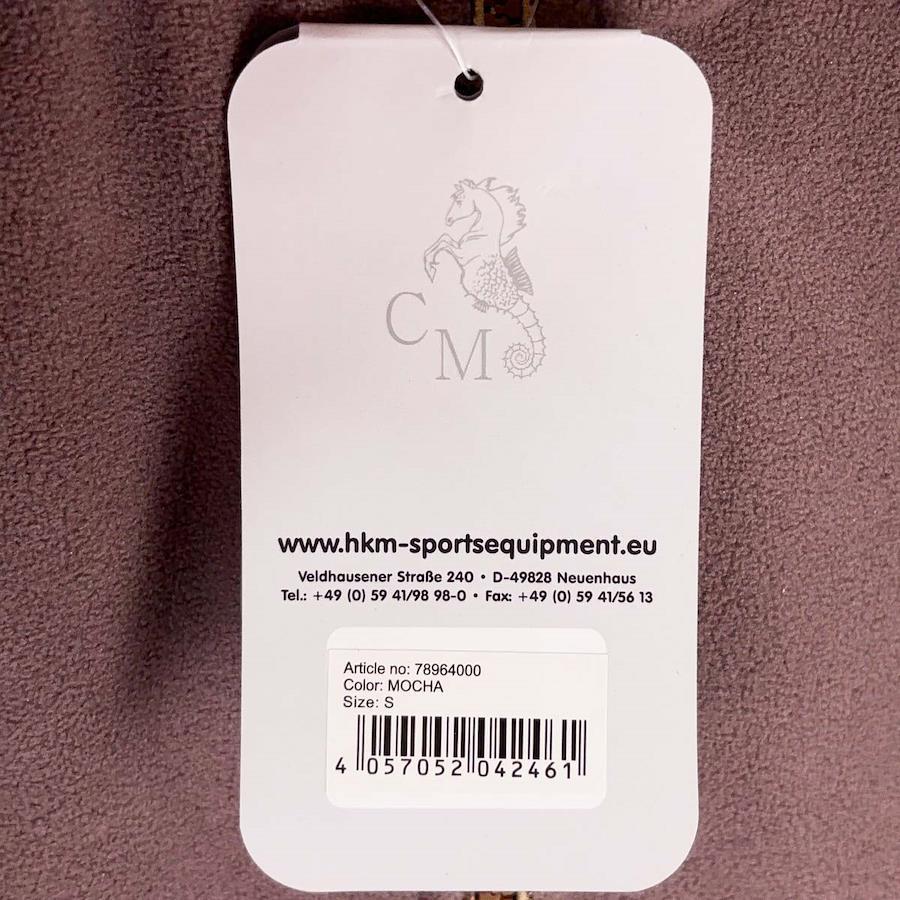 C
M
www.hkm-sportsequipment.eu
Veldhausener Straße 240 • D-49828 Neuenhaus
Tel.: +49 (0) 59 41/98 98-0 • Fax: +49 (0) 59 41/56 13
Article no: 78964000
Color: MOCHA
Size: S
4 057052 042461